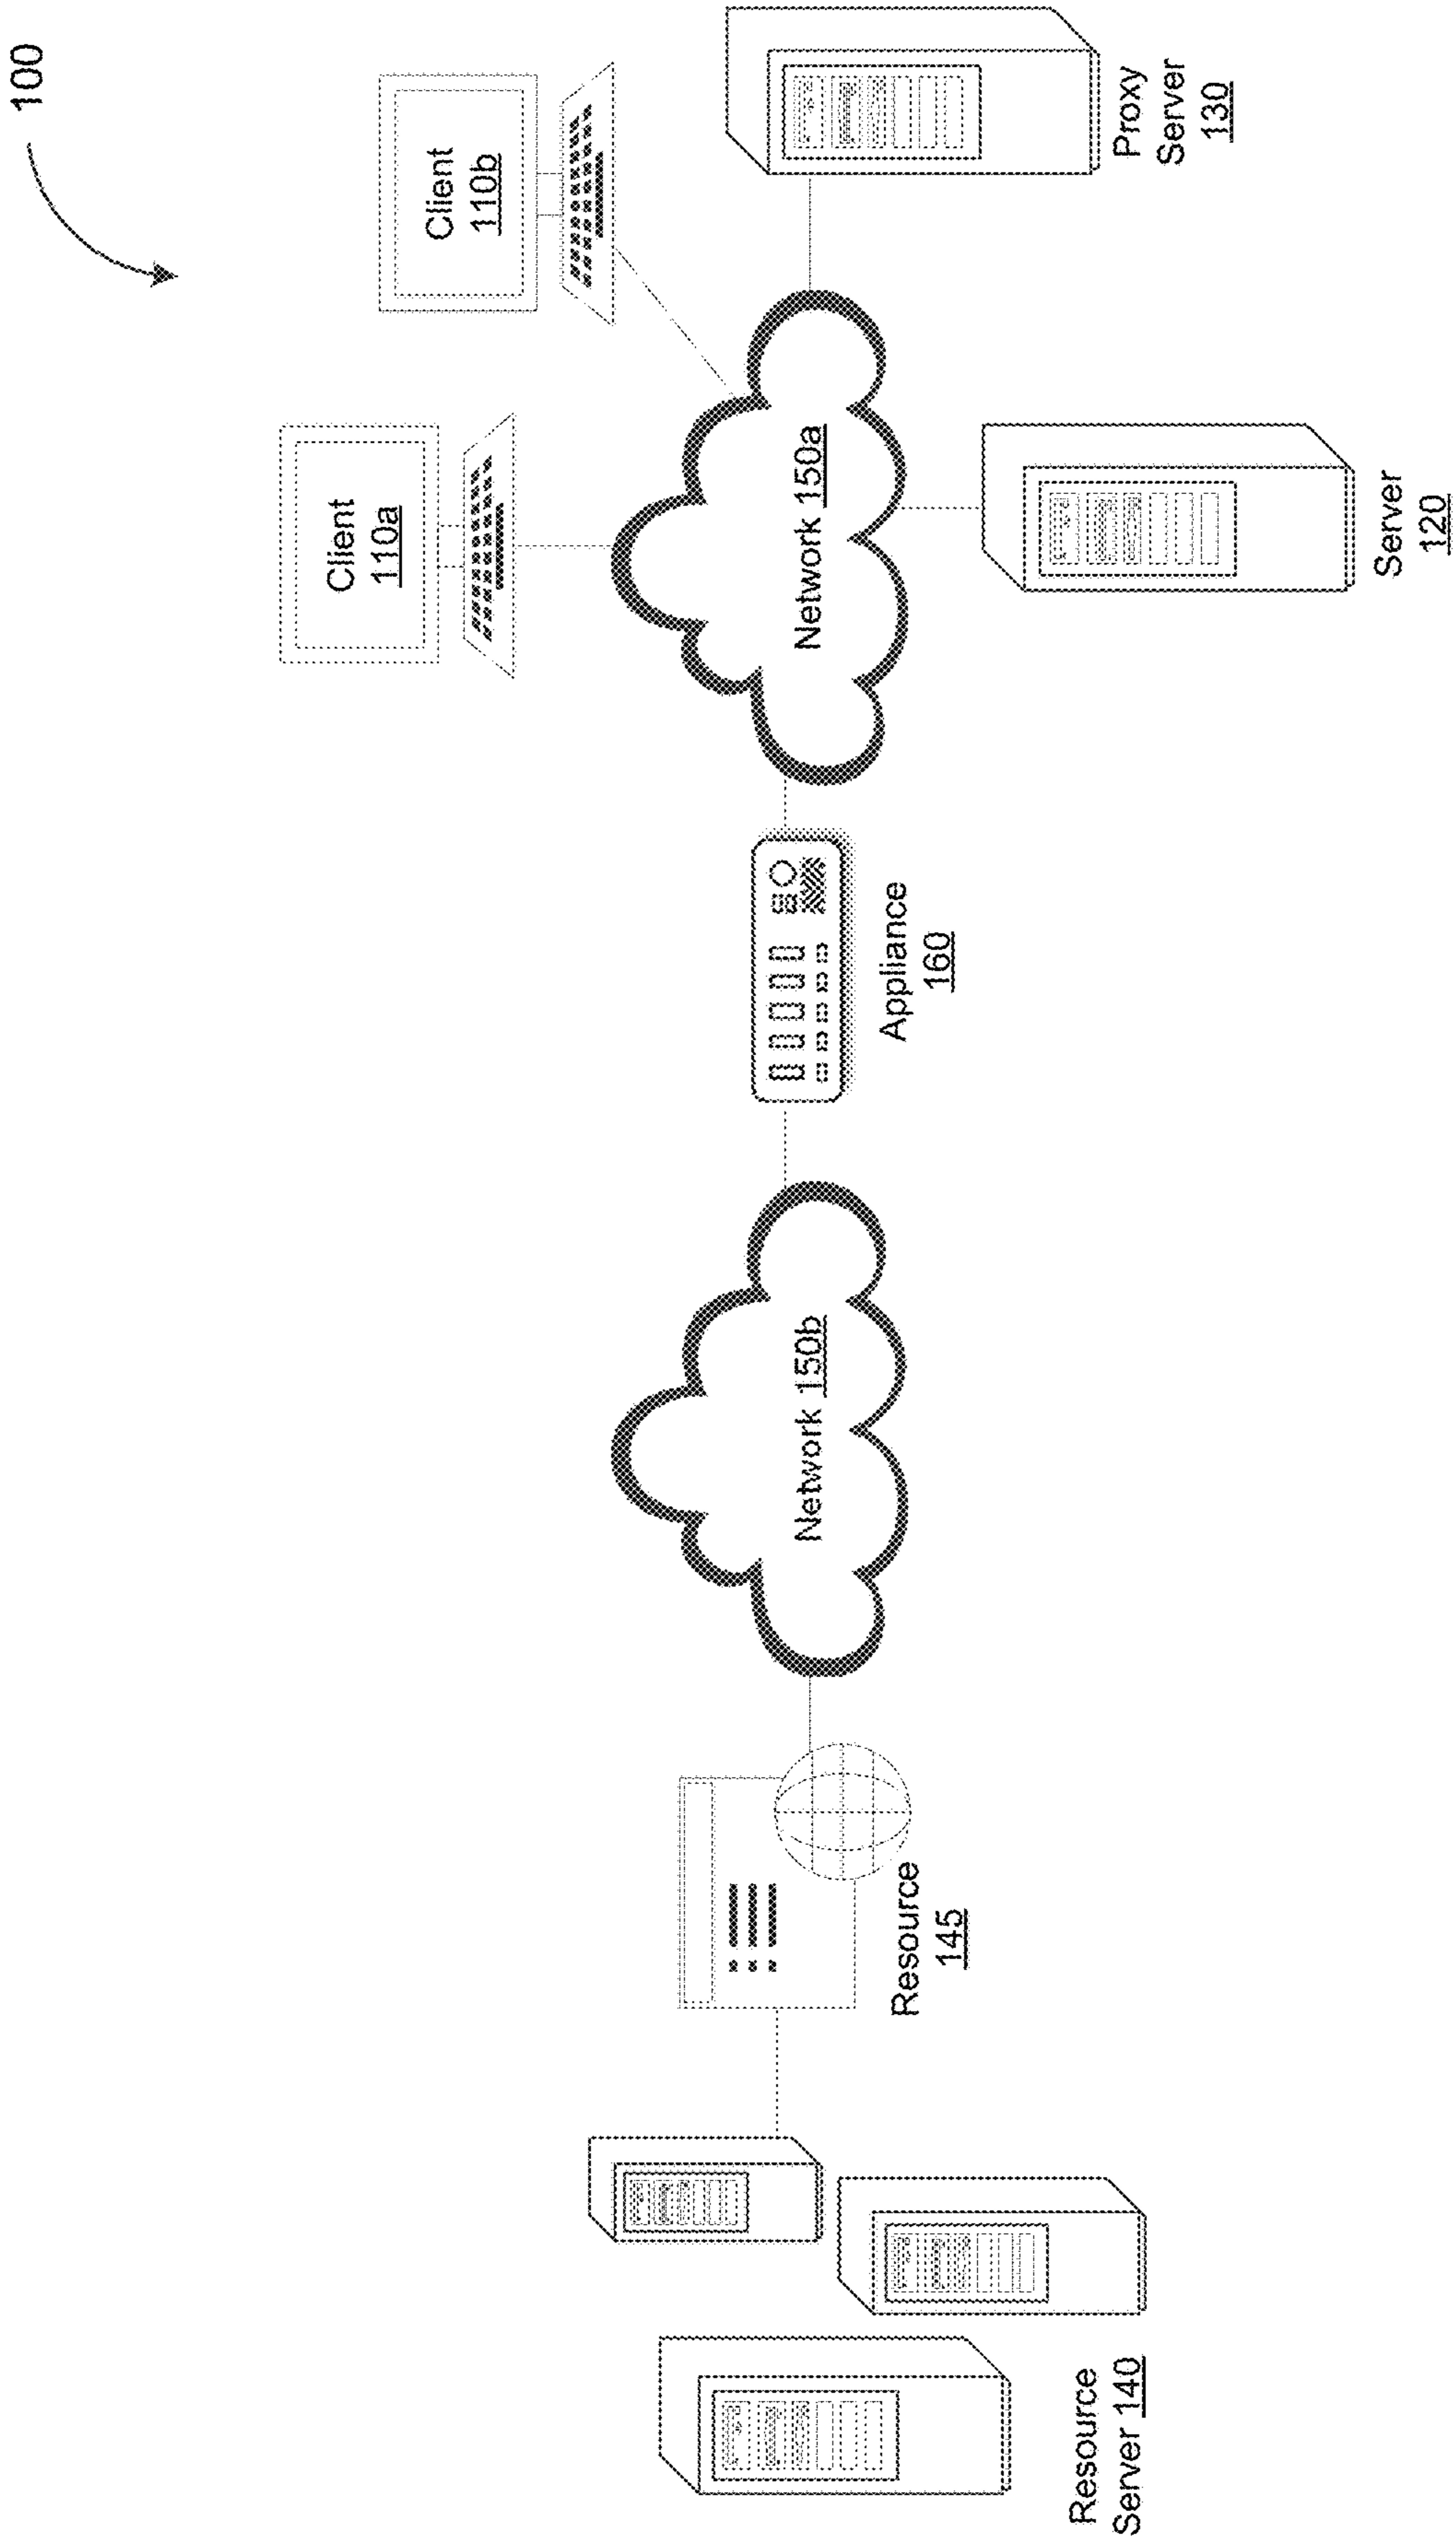 100
Client
110a
Client
110b
Network 150a
Proxy
Server
130
Server
120
Appliance
160
Network 150b
Resource
145
Resource
Server 140